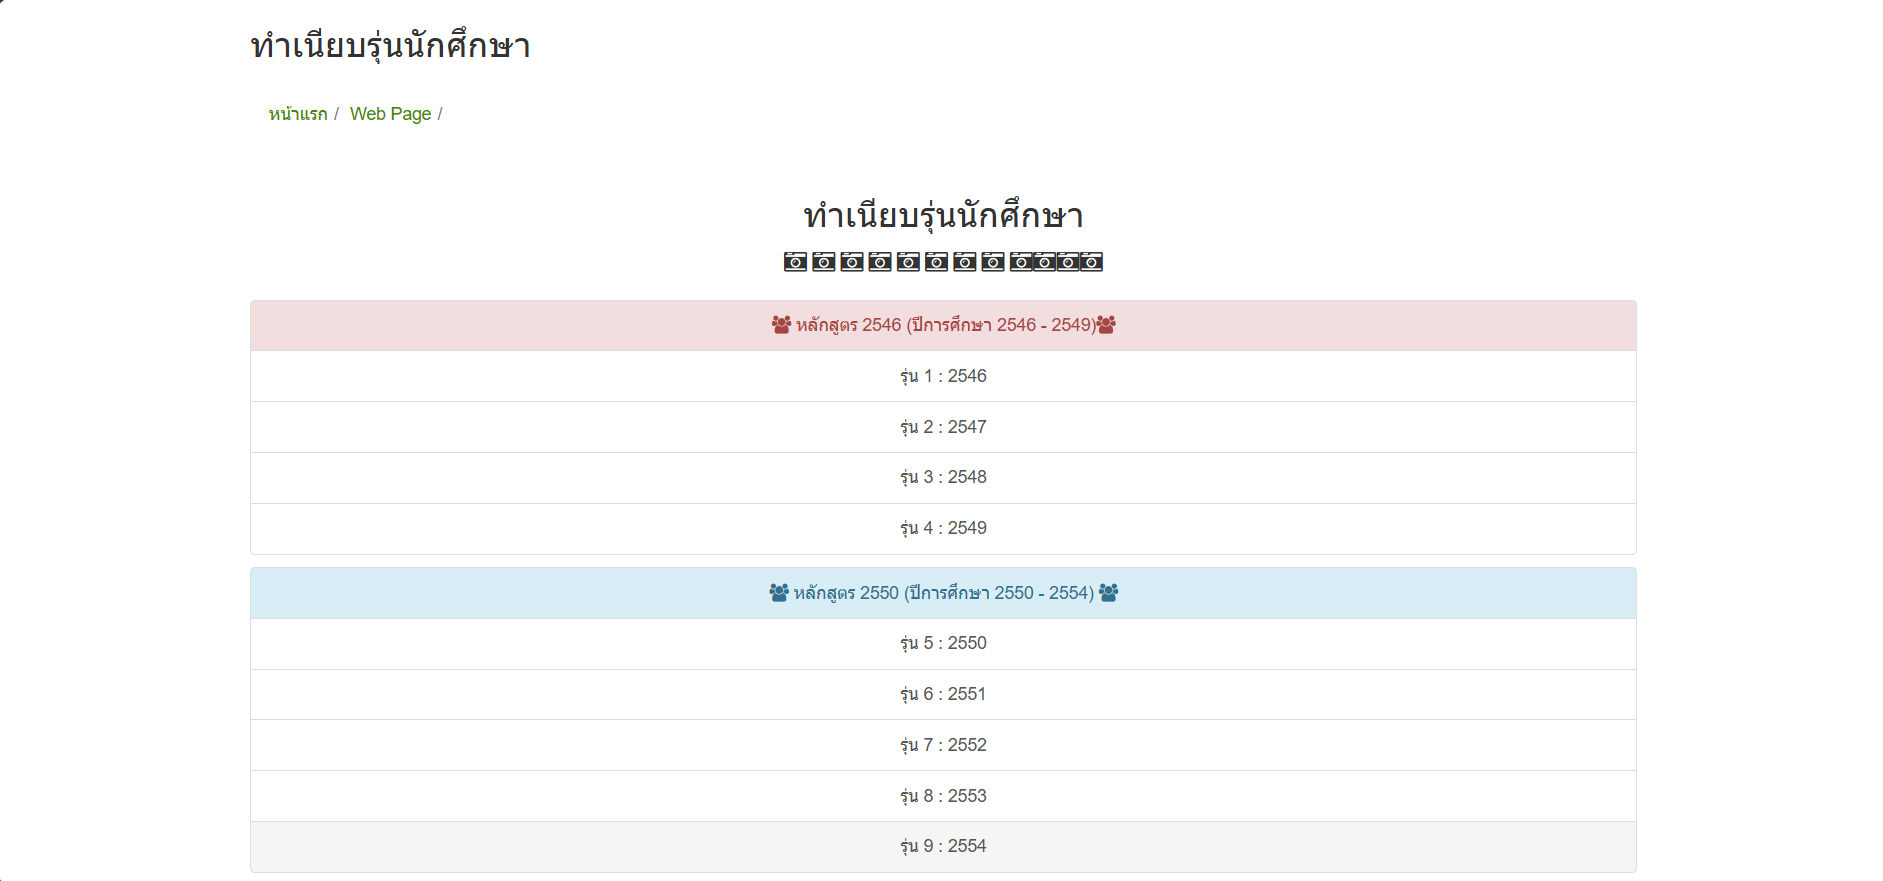 ทำเนียบรุ่นนักศึกษา
หน้าแรก / Web Page /
ทำเนียบรุ่นนักศึกษา
หลักสูตร 2546 (ปีการศึกษา 2546 - 2549)
รุ่น 1 : 2546
รุ่น 2 : 2547
รุ่น 3 : 2548
รุ่น 4 : 2549
หลักสูตร 2550 (ปีการศึกษา 2550 - 2554)
รุ่น 5 : 2550
รุ่น 6 : 2551
รุ่น 7 : 2552
รุ่น 8 : 2553
รุ่น 9 : 2554